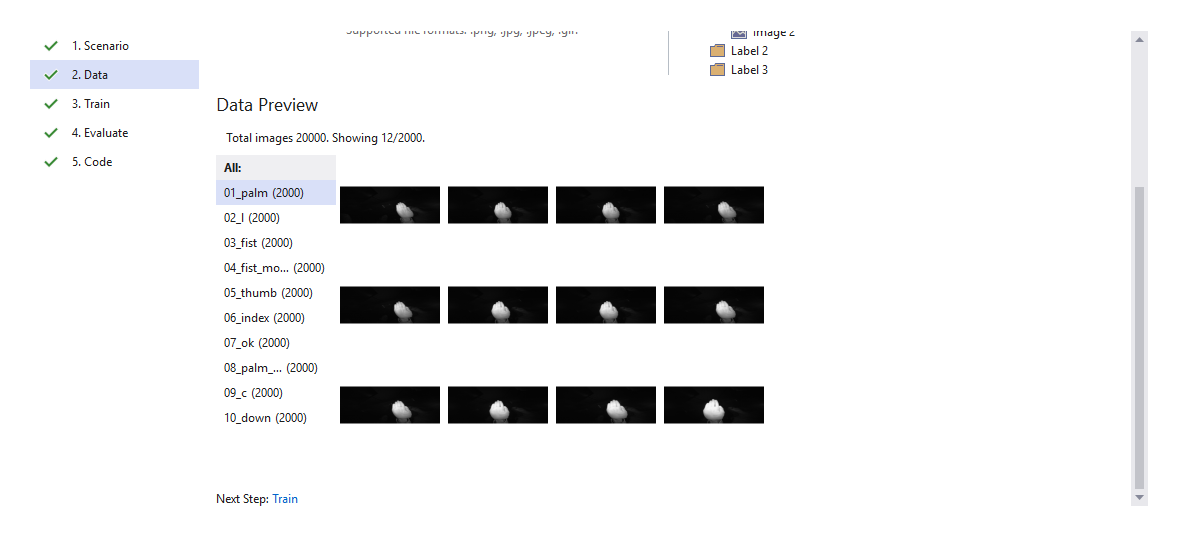 1. Scenario
2. Data
3. Train
4. Evaluate
5. Code
Supported file formats: .png, .jpg, .jpeg, .gif.
Image 2
Label 2
Label 3
Data Preview
Total images 20000. Showing 12/2000.
All:
01_palm (2000)
02_l (2000)
03_fist (2000)
04_fist_mo... (2000)
05_thumb (2000)
06_index (2000)
07_ok (2000)
08_palm_... (2000)
09_c (2000)
10_down (2000)
Next Step: Train